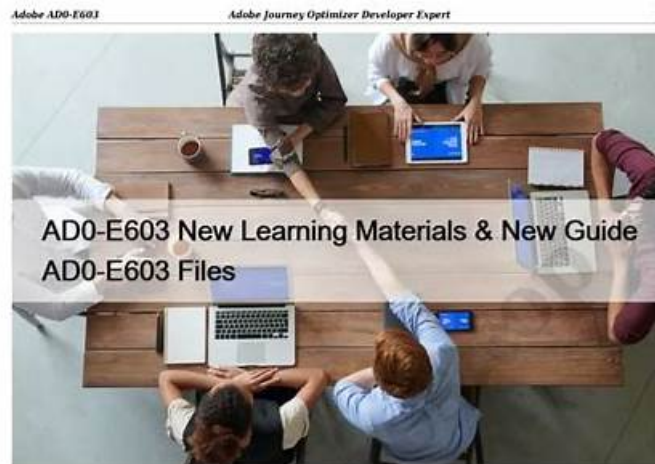 Adobe AD0-E603 Adobe Journey Optimizer Developer Expert
AD0-E603 New Learning Materials & New Guide
AD0-E603 Files